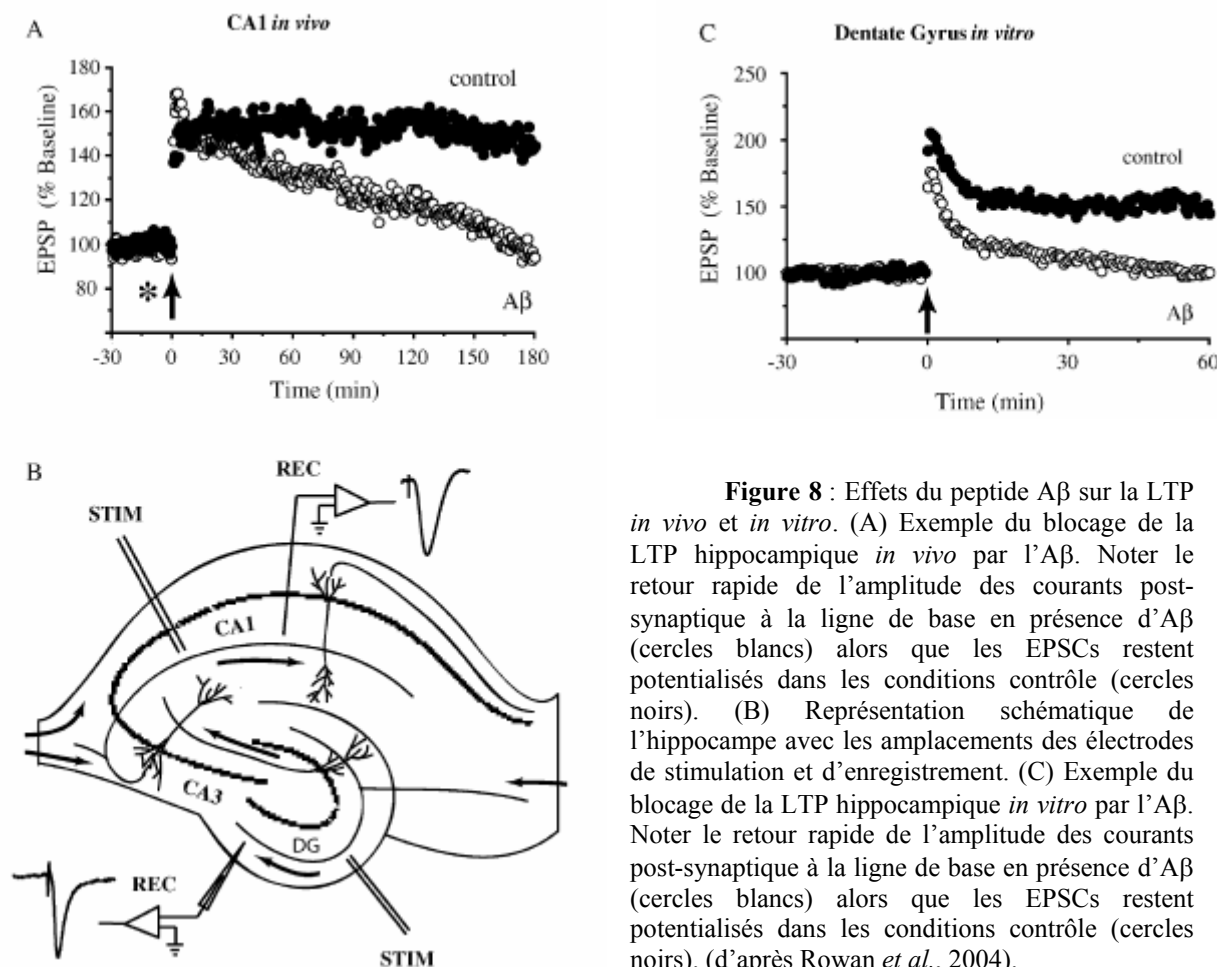 A
CA1 in vivo
180
160
140
120
100
80
EPSP (% Baseline)
control
Aβ
*
-30 0 30 60 90 120 150 180
Time (min)
C
Dentate Gyrus in vitro
250
200
150
100
50
EPSP (% Baseline)
control
Aβ
-30 0 30 60
Time (min)
B
REC
STIM
CA1
CA3
DG
REC
STIM
Figure 8 : Effets du peptide Aβ sur la LTP
in vivo et in vitro. (A) Exemple du blocage de la
LTP hippocampique in vivo par l’Aβ. Noter le
retour rapide de l’amplitude des courants post-
synaptique à la ligne de base en présence d’Aβ
(cercles blancs) alors que les EPSCs restent
potentialisés dans les conditions contrôle (cercles
noirs). (B) Représentation schématique de
l’hippocampe avec les amplacements des électrodes
de stimulation et d’enregistrement. (C) Exemple du
blocage de la LTP hippocampique in vitro par l’Aβ.
Noter le retour rapide de l’amplitude des courants
post-synaptique à la ligne de base en présence d’Aβ
(cercles blancs) alors que les EPSCs restent
potentialisés dans les conditions contrôle (cercles
noirs). (d’après Rowan et al., 2004).